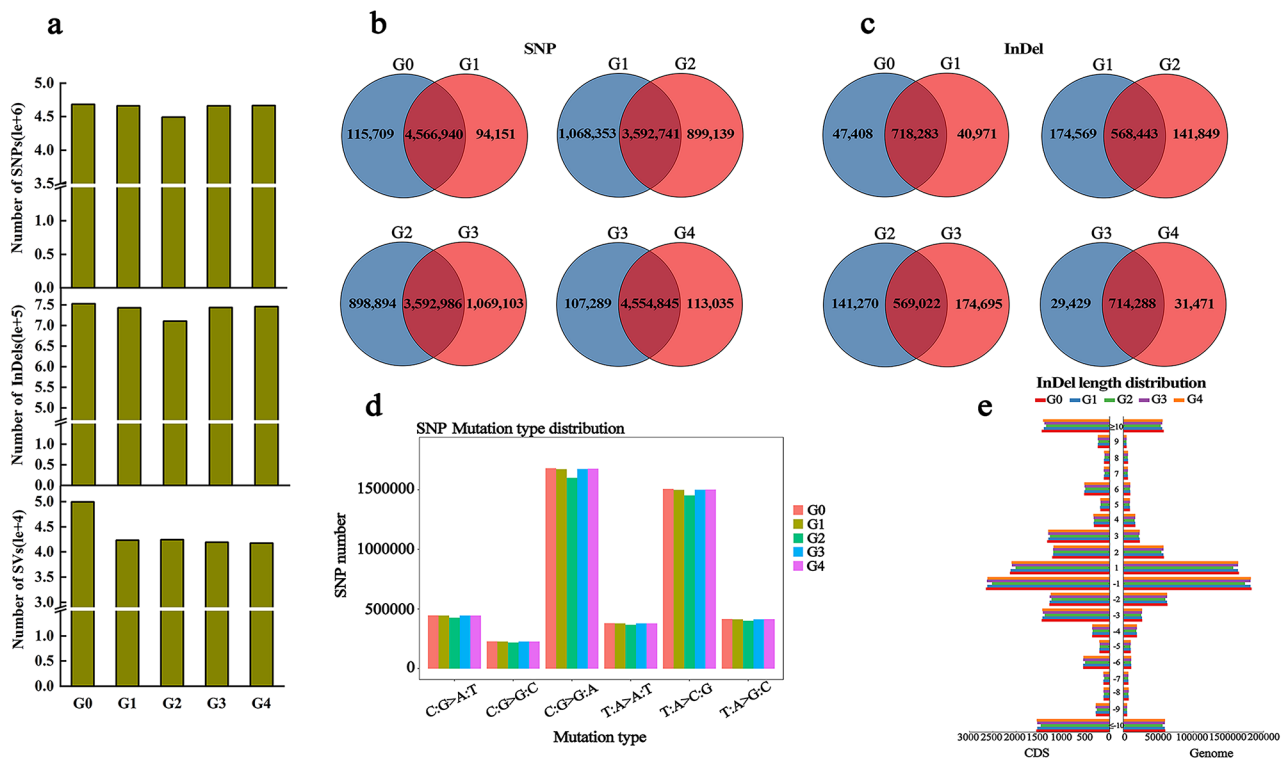 a
Number of SNPs(le+6)
5.0
4.5
4.0
3.5
1.0
0.5
0.0
Number of InDels(le+5)
7.5
7.0
6.5
6.0
5.5
5.0
1.0
0.5
0.0
Number of SVs(le+4)
5.0
4.5
4.0
3.5
3.0
1.0
0.5
0.0
G0 G1 G2 G3 G4
b
SNP
G0 G1
115,709 4,566,940 94,151
G1 G2
1,068,353 3,592,741 899,139
G2 G3
898,894 3,592,986 1,069,103
G3 G4
107,289 4,554,845 113,035
c
InDel
G0 G1
47,408 718,283 40,971
G1 G2
174,569 568,443 141,849
G2 G3
141,270 569,022 174,695
G3 G4
29,429 714,288 31,471
d
SNP Mutation type distribution
SNP number
1500000
1000000
500000
0
C:G>A:T C:G>G:C C:G>G:A T:A>A:T T:A>C:G T:A>G:C
Mutation type
G0
G1
G2
G3
G4
e
InDel length distribution
G0 G1 G2 G3 G4
≥10
9
8
7
6
5
4
3
2
1
-1
-2
-3
-4
-5
-6
-7
-8
-9
≤-10
3000 2500 2000 1500 1000 500 0 0 50000 100000 150000 200000
CDS Genome